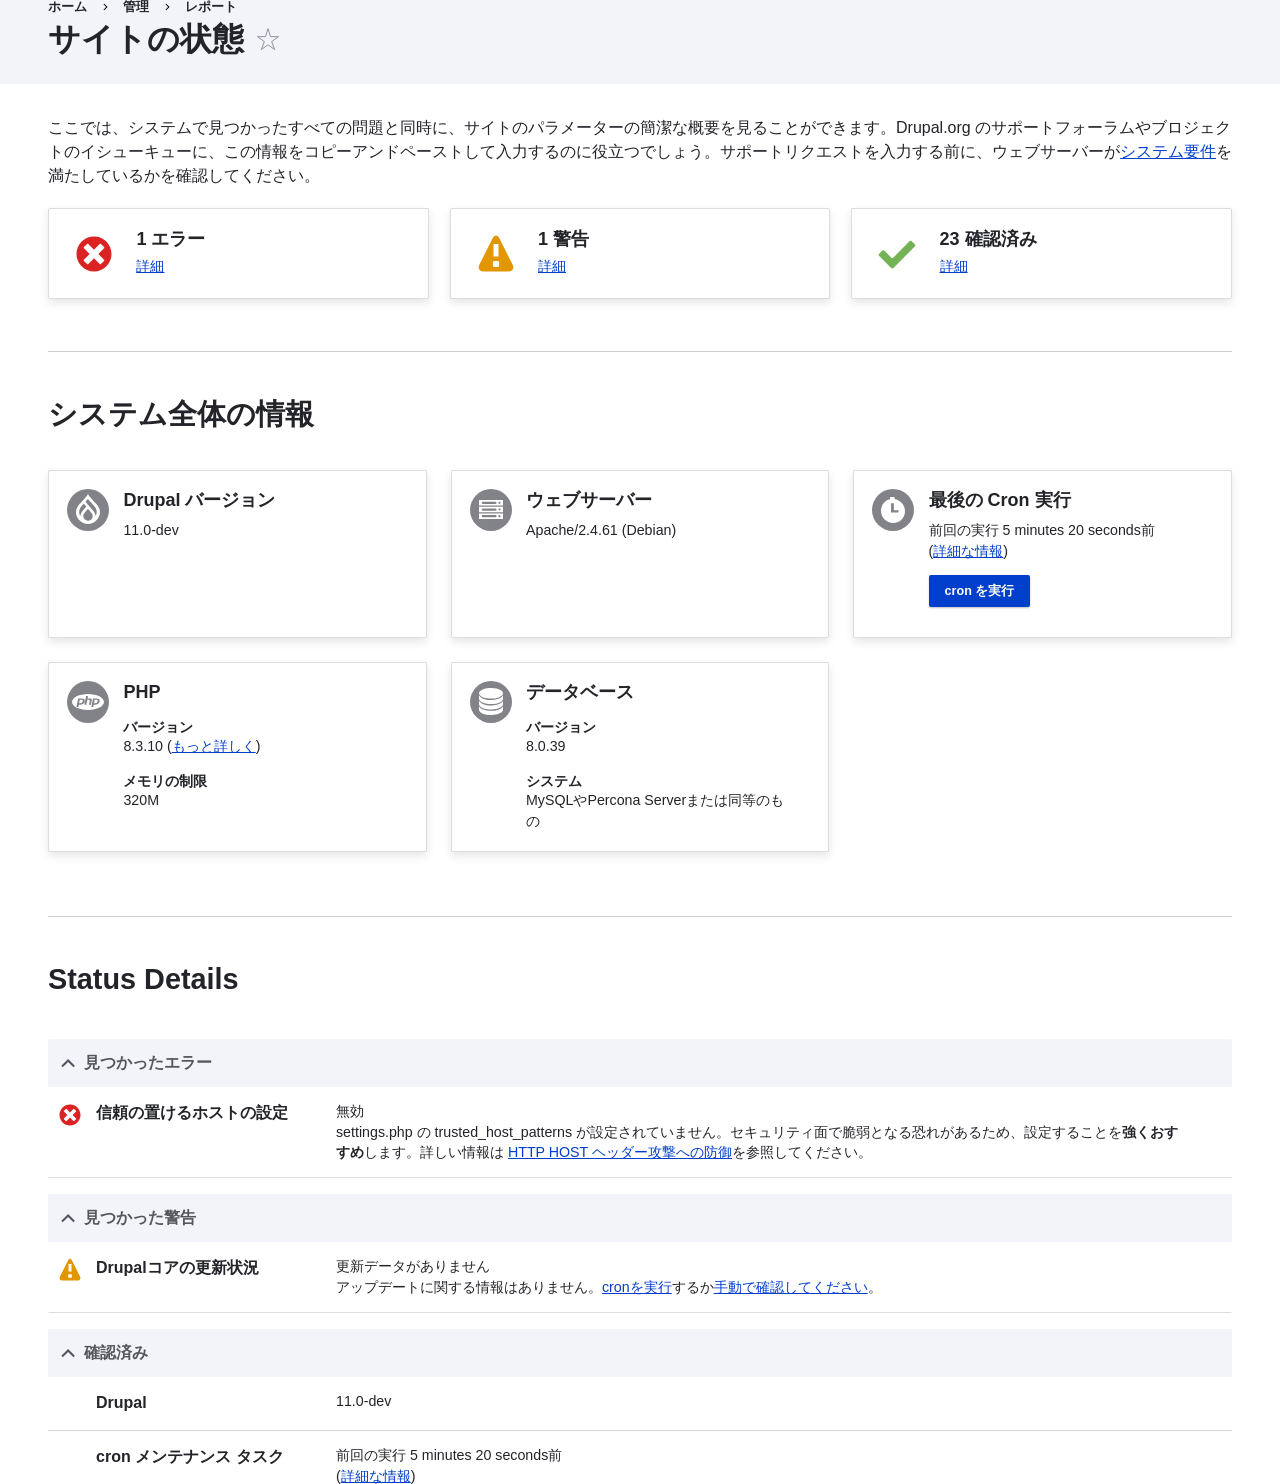 ホーム › 管理 › レポート
サイトの状態 ☆
ここでは、システムで見つかったすべての問題と同時に、サイトのパラメーターの簡潔な概要を見ることができます。Drupal.org のサポートフォーラムやプロジェク
トのイシューキューに、この情報をコピーアンドペーストして入力するのに役立つでしょう。サポートリクエストを入力する前に、ウェブサーバーがシステム要件を
満たしているかを確認してください。
1 エラー
詳細
1 警告
詳細
23 確認済み
詳細
システム全体の情報
Drupal バージョン
11.0-dev
ウェブサーバー
Apache/2.4.61 (Debian)
最後の Cron 実行
前回の実行 5 minutes 20 seconds前
(詳細な情報)
cron を実行
php
PHP
バージョン
8.3.10 (もっと詳しく)
メモリの制限
320M
データベース
バージョン
8.0.39
システム
MySQLやPercona Serverまたは同等のも
の
Status Details
見つかったエラー
信頼の置けるホストの設定
無効
settings.php の trusted_host_patterns が設定されていません。セキュリティ面で脆弱となる恐れがあるため、設定することを強くおす
すめします。詳しい情報は HTTP HOST ヘッダー攻撃への防御を参照してください。
見つかった警告
Drupalコアの更新状況
更新データがありません
アップデートに関する情報はありません。cronを実行するか手動で確認してください。
確認済み
Drupal
11.0-dev
cron メンテナンス タスク
前回の実行 5 minutes 20 seconds前
(詳細な情報)